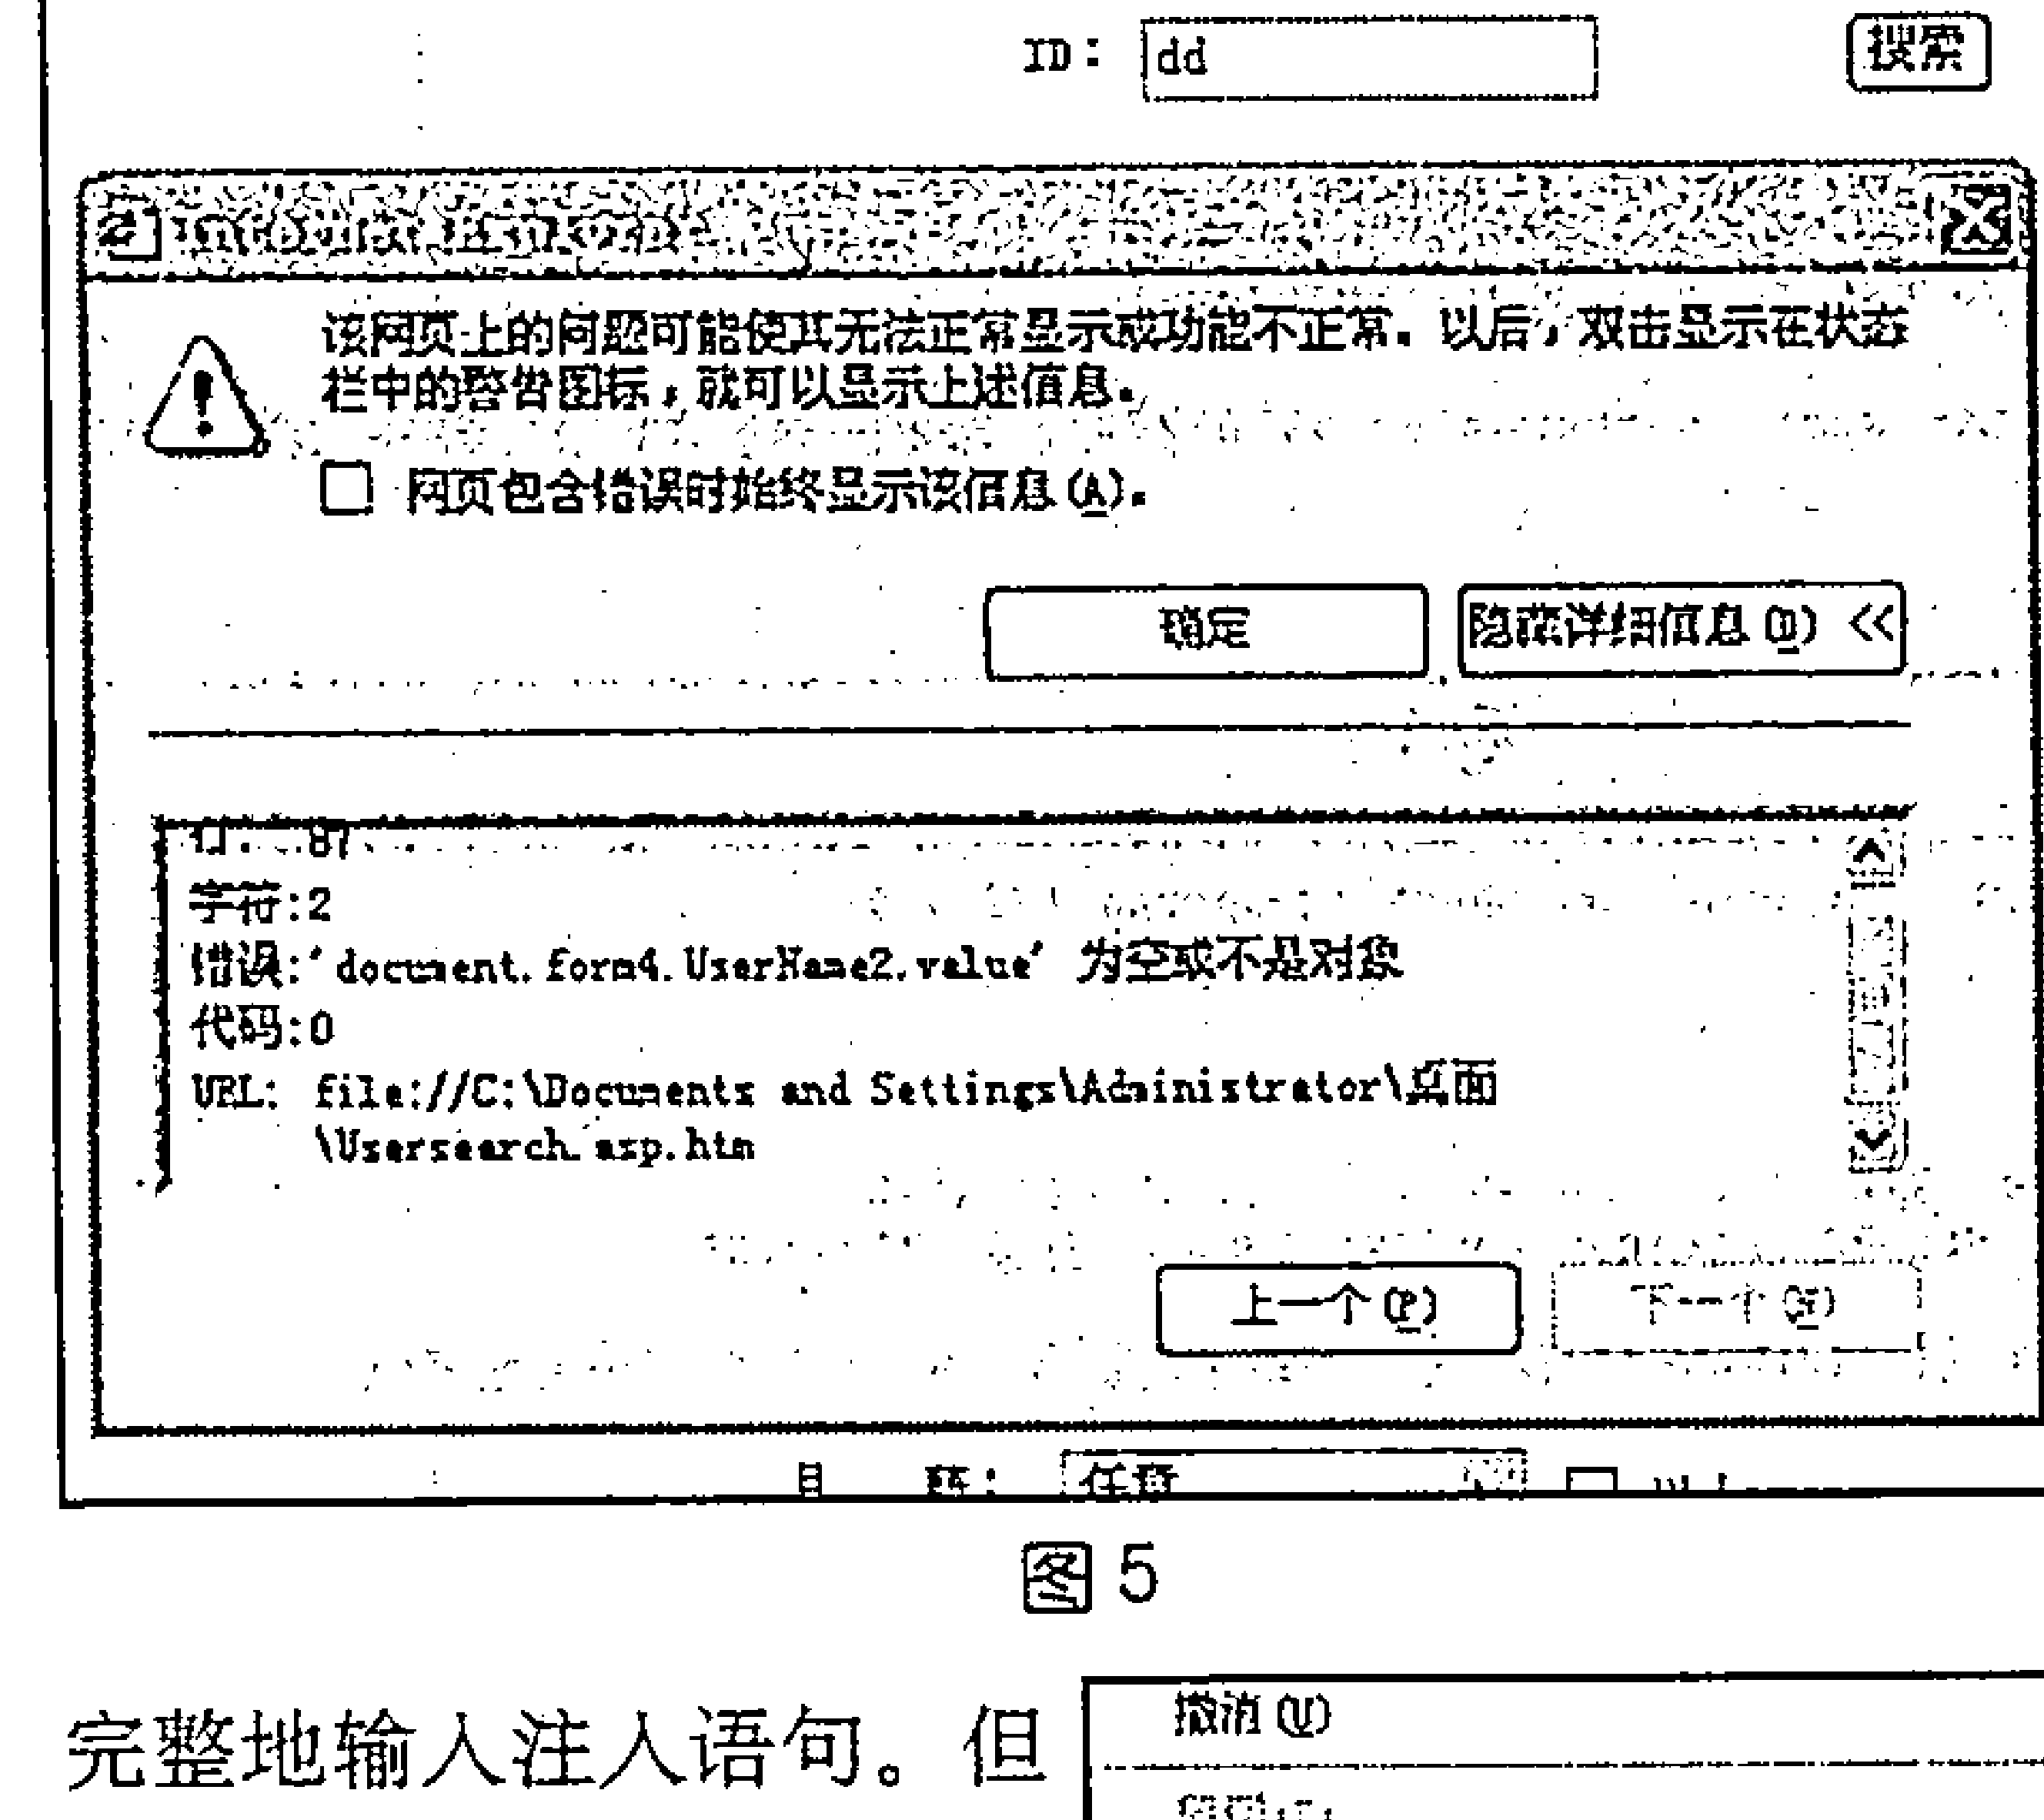 ID: dd 搜索
Internet Explorer
该网页上的问题可能使其无法正常显示或功能不正常。以后，双击显示在状态
栏中的警告图标，就可以显示上述信息。
网页包含错误时始终显示该信息(A)。
确定 隐藏详细信息(D) <<
87
字符:2
错误:'document.form4.UserName2.value' 为空或不是对象
代码:0
URL: file://C:\Documents and Settings\Administrator\桌面
\Usersearch.asp.htm
上一个(P) 下一个(N)
任意
图 5
完整地输入注入语句。但
撤消(U)